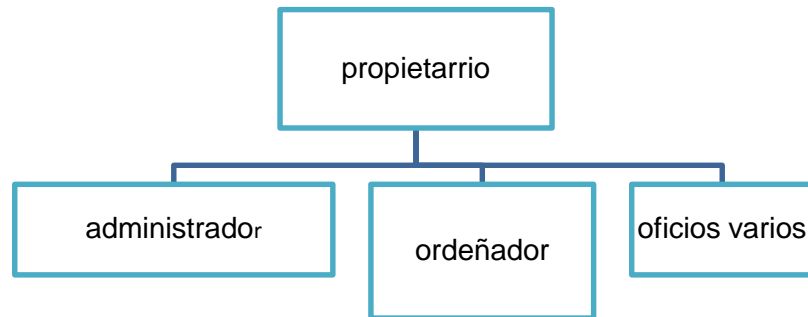 propietarrio
administrador
ordeñador
oficios varios